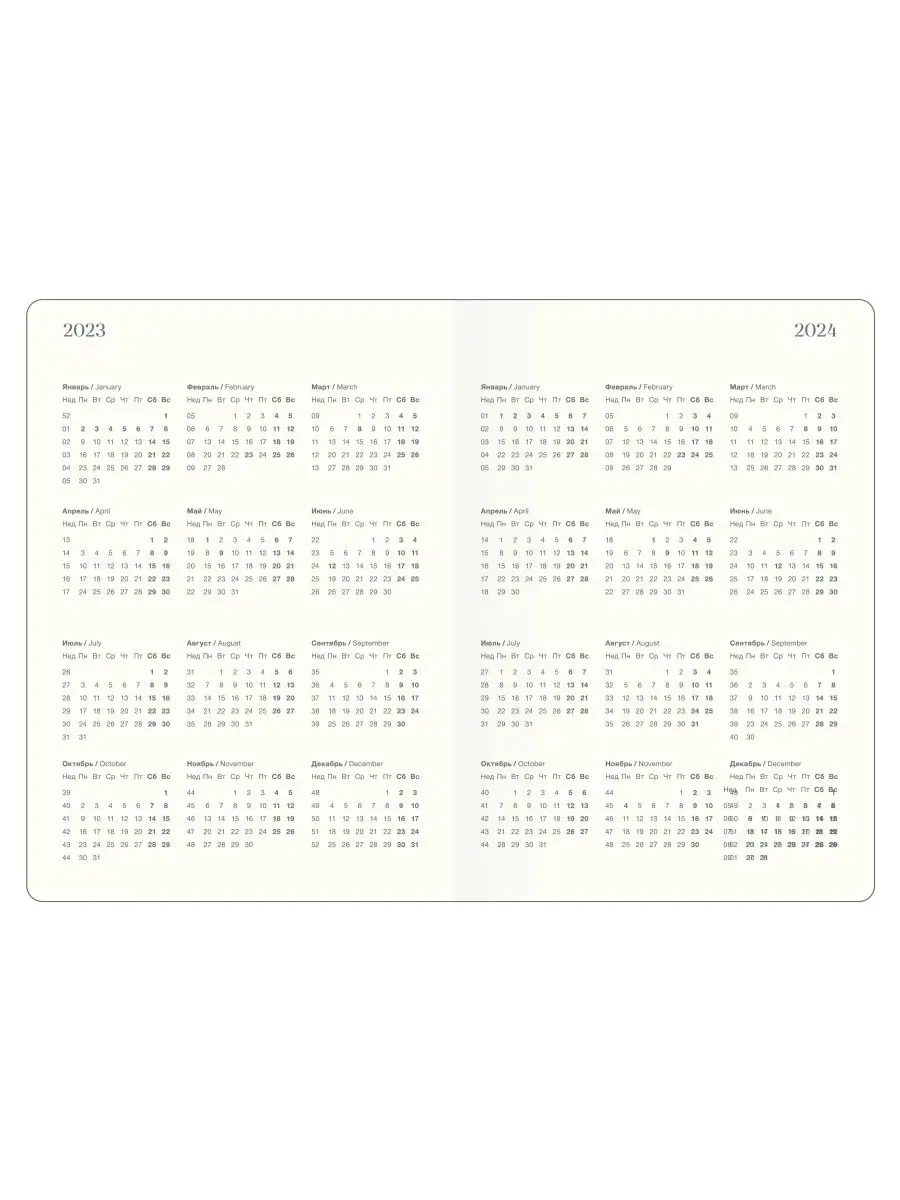 2023
Январь / January
Нед Пн Вт Ср Чт Пт Сб Вс
52 1
01 2 3 4 5 6 7 8
02 9 10 11 12 13 14 15
03 16 17 18 19 20 21 22
04 23 24 25 26 27 28 29
05 30 31
Февраль / February
Нед Пн Вт Ср Чт Пт Сб Вс
05 1 2 3 4 5
06 6 7 8 9 10 11 12
07 13 14 15 16 17 18 19
08 20 21 22 23 24 25 26
09 27 28
Март / March
Нед Пн Вт Ср Чт Пт Сб Вс
09 1 2 3 4 5
10 6 7 8 9 10 11 12
11 13 14 15 16 17 18 19
12 20 21 22 23 24 25 26
13 27 28 29 30 31
Апрель / April
Нед Пн Вт Ср Чт Пт Сб Вс
13 1 2
14 3 4 5 6 7 8 9
15 10 11 12 13 14 15 16
16 17 18 19 20 21 22 23
17 24 25 26 27 28 29 30
Май / May
Нед Пн Вт Ср Чт Пт Сб Вс
18 1 2 3 4 5 6 7
19 8 9 10 11 12 13 14
20 15 16 17 18 19 20 21
21 22 23 24 25 26 27 28
22 29 30 31
Июнь / June
Нед Пн Вт Ср Чт Пт Сб Вс
22 1 2 3 4
23 5 6 7 8 9 10 11
24 12 13 14 15 16 17 18
25 19 20 21 22 23 24 25
26 26 27 28 29 30
Июль / July
Нед Пн Вт Ср Чт Пт Сб Вс
26 1 2
27 3 4 5 6 7 8 9
28 10 11 12 13 14 15 16
29 17 18 19 20 21 22 23
30 24 25 26 27 28 29 30
31 31
Август / August
Нед Пн Вт Ср Чт Пт Сб Вс
31 1 2 3 4 5 6
32 7 8 9 10 11 12 13
33 14 15 16 17 18 19 20
34 21 22 23 24 25 26 27
35 28 29 30 31
Сентябрь / September
Нед Пн Вт Ср Чт Пт Сб Вс
35 1 2 3
36 4 5 6 7 8 9 10
37 11 12 13 14 15 16 17
38 18 19 20 21 22 23 24
39 25 26 27 28 29 30
Октябрь / October
Нед Пн Вт Ср Чт Пт Сб Вс
39 1
40 2 3 4 5 6 7 8
41 9 10 11 12 13 14 15
42 16 17 18 19 20 21 22
43 23 24 25 26 27 28 29
44 30 31
Ноябрь / November
Нед Пн Вт Ср Чт Пт Сб Вс
44 1 2 3 4 5
45 6 7 8 9 10 11 12
46 13 14 15 16 17 18 19
47 20 21 22 23 24 25 26
48 27 28 29 30
Декабрь / December
Нед Пн Вт Ср Чт Пт Сб Вс
48 1 2 3
49 4 5 6 7 8 9 10
50 11 12 13 14 15 16 17
51 18 19 20 21 22 23 24
52 25 26 27 28 29 30 31
2024
Январь / January
Нед Пн Вт Ср Чт Пт Сб Вс
01 1 2 3 4 5 6 7
02 8 9 10 11 12 13 14
03 15 16 17 18 19 20 21
04 22 23 24 25 26 27 28
05 29 30 31
Февраль / February
Нед Пн Вт Ср Чт Пт Сб Вс
05 1 2 3 4
06 5 6 7 8 9 10 11
07 12 13 14 15 16 17 18
08 19 20 21 22 23 24 25
09 26 27 28 29
Март / March
Нед Пн Вт Ср Чт Пт Сб Вс
09 1 2 3
10 4 5 6 7 8 9 10
11 11 12 13 14 15 16 17
12 18 19 20 21 22 23 24
13 25 26 27 28 29 30 31
Апрель / April
Нед Пн Вт Ср Чт Пт Сб Вс
14 1 2 3 4 5 6 7
15 8 9 10 11 12 13 14
16 15 16 17 18 19 20 21
17 22 23 24 25 26 27 28
18 29 30
Май / May
Нед Пн Вт Ср Чт Пт Сб Вс
18 1 2 3 4 5
19 6 7 8 9 10 11 12
20 13 14 15 16 17 18 19
21 20 21 22 23 24 25 26
22 27 28 29 30 31
Июнь / June
Нед Пн Вт Ср Чт Пт Сб Вс
22 1 2
23 3 4 5 6 7 8 9
24 10 11 12 13 14 15 16
25 17 18 19 20 21 22 23
26 24 25 26 27 28 29 30
Июль / July
Нед Пн Вт Ср Чт Пт Сб Вс
27 1 2 3 4 5 6 7
28 8 9 10 11 12 13 14
29 15 16 17 18 19 20 21
30 22 23 24 25 26 27 28
31 29 30 31
Август / August
Нед Пн Вт Ср Чт Пт Сб Вс
31 1 2 3 4
32 5 6 7 8 9 10 11
33 12 13 14 15 16 17 18
34 19 20 21 22 23 24 25
35 26 27 28 29 30 31
Сентябрь / September
Нед Пн Вт Ср Чт Пт Сб Вс
35 1
36 2 3 4 5 6 7 8
37 9 10 11 12 13 14 15
38 16 17 18 19 20 21 22
39 23 24 25 26 27 28 29
40 30
Октябрь / October
Нед Пн Вт Ср Чт Пт Сб Вс
40 1 2 3 4 5 6
41 7 8 9 10 11 12 13
42 14 15 16 17 18 19 20
43 21 22 23 24 25 26 27
44 28 29 30 31
Ноябрь / November
Нед Пн Вт Ср Чт Пт Сб Вс
44 1 2 3
45 4 5 6 7 8 9 10
46 11 12 13 14 15 16 17
47 18 19 20 21 22 23 24
48 25 26 27 28 29 30
Декабрь / December
Нед Пн Вт Ср Чт Пт Сб Вс
Нед Пн Вт Ср Чт Пт Сб Вс